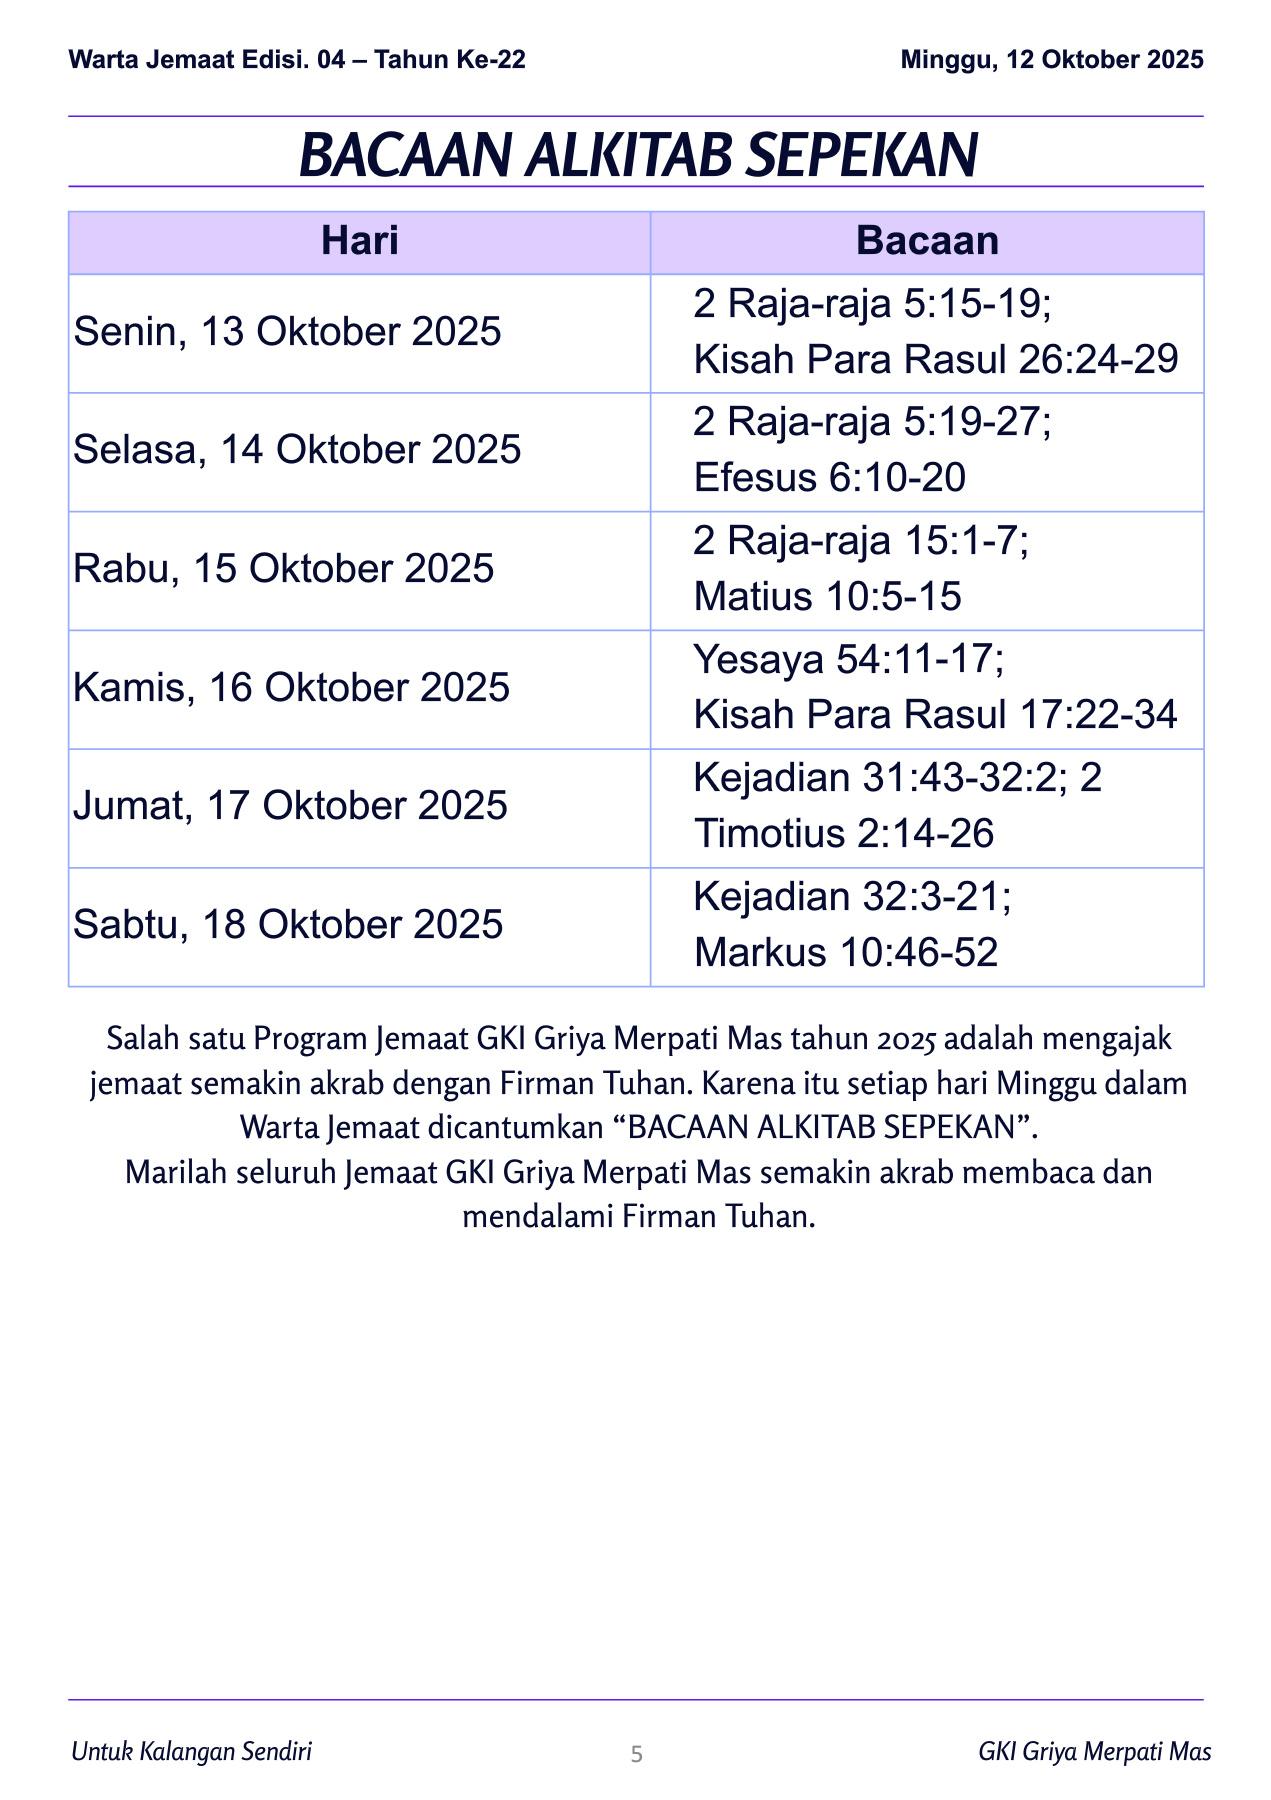 Warta Jemaat Edisi. 04 – Tahun Ke-22 Minggu, 12 Oktober 2025
BACAAN ALKITAB SEPEKAN
Hari Bacaan
Senin, 13 Oktober 2025
2 Raja-raja 5:15-19;
Kisah Para Rasul 26:24-29
Selasa, 14 Oktober 2025
2 Raja-raja 5:19-27;
Efesus 6:10-20
Rabu, 15 Oktober 2025
2 Raja-raja 15:1-7;
Matius 10:5-15
Kamis, 16 Oktober 2025
Yesaya 54:11-17;
Kisah Para Rasul 17:22-34
Jumat, 17 Oktober 2025
Kejadian 31:43-32:2; 2
Timotius 2:14-26
Sabtu, 18 Oktober 2025
Kejadian 32:3-21;
Markus 10:46-52
Salah satu Program Jemaat GKI Griya Merpati Mas tahun 2025 adalah mengajak
jemaat semakin akrab dengan Firman Tuhan. Karena itu setiap hari Minggu dalam
Warta Jemaat dicantumkan “BACAAN ALKITAB SEPEKAN”.
Marilah seluruh Jemaat GKI Griya Merpati Mas semakin akrab membaca dan
mendalami Firman Tuhan.
Untuk Kalangan Sendiri 5 GKI Griya Merpati Mas